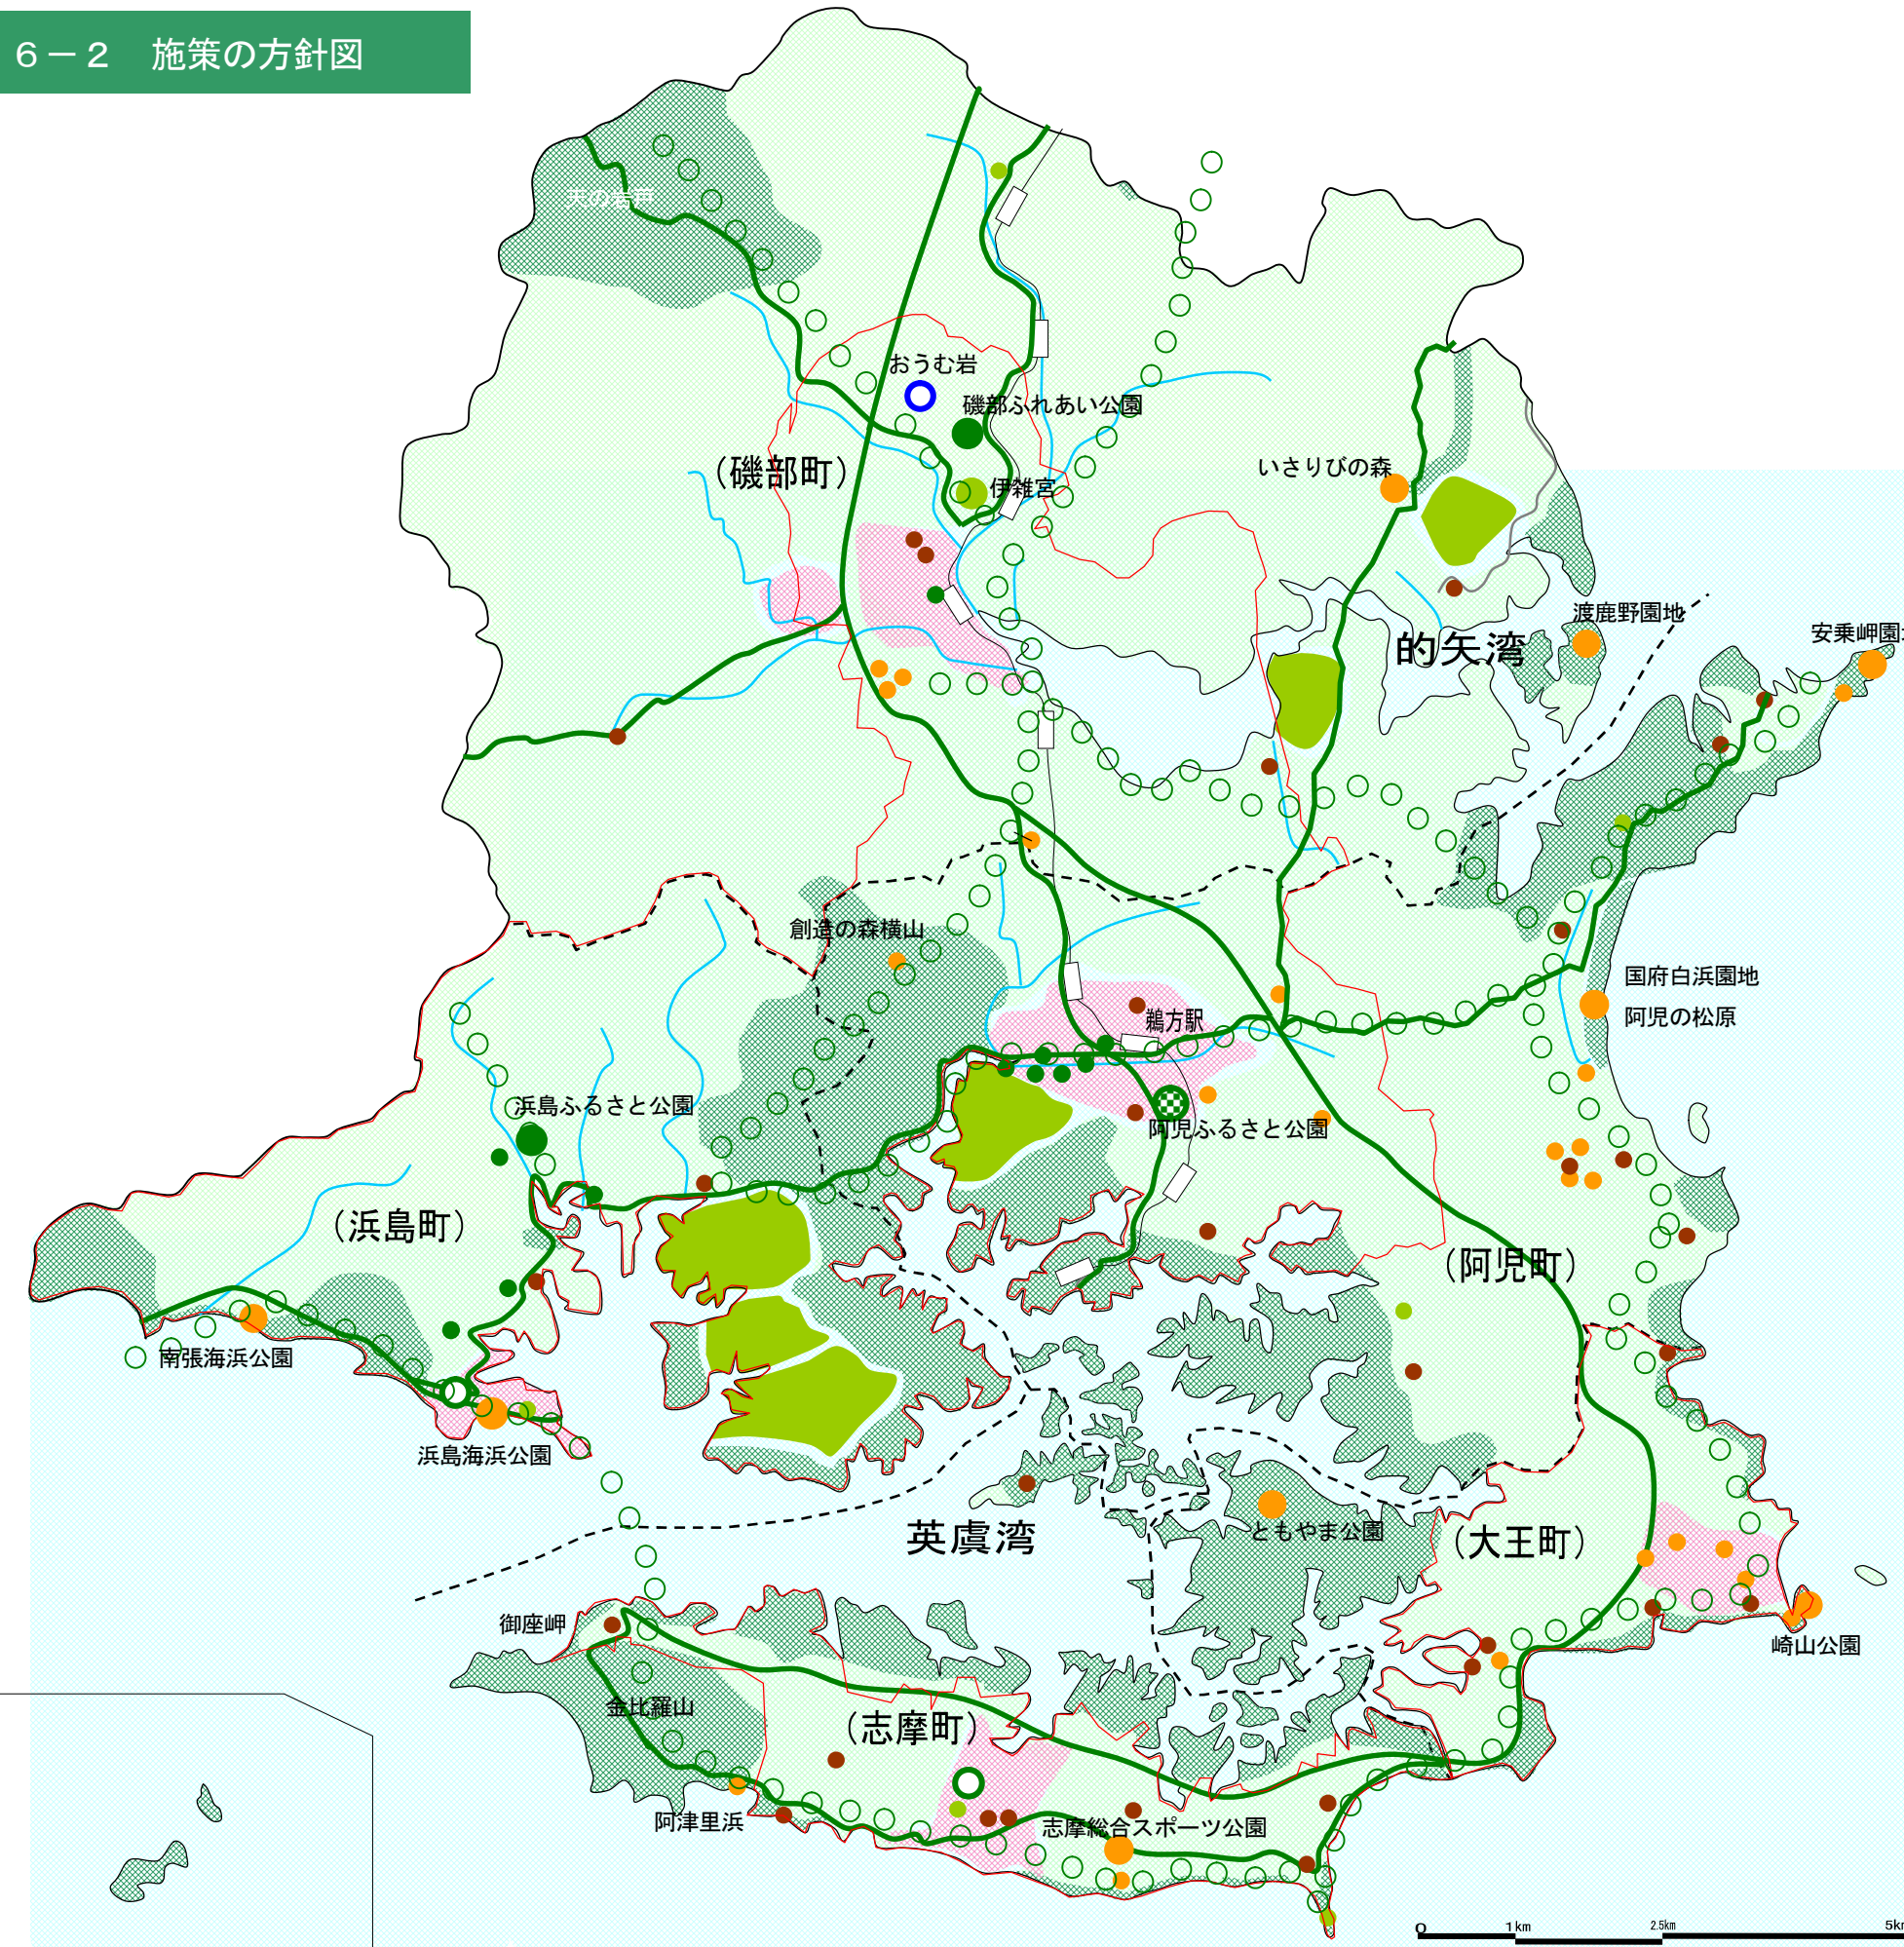 ６－２　施策の方針図
天の岩戸
おうむ岩
磯部ふれあい公園
（磯部町）
いさりびの森
伊雑宮
渡鹿野園地
安乗岬園
的矢湾
創造の森横山
国府白浜園地
鵜方駅
阿児の松原
浜島ふるさと公園
阿児ふるさと公園
（浜島町）
（阿児町）
南張海浜公園
浜島海浜公園
ともやま公園
英虞湾
（大王町）
御座岬
崎山公園
金比羅山
（志摩町）
阿津里浜
志摩総合スポーツ公園
0 1km 2.5km 5k